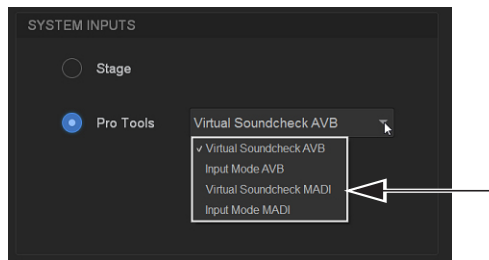 SYSTEM INPUTS
Stage
Pro Tools
Virtual Soundcheck AVB
✓ Virtual Soundcheck AVB
Input Mode AVB
Virtual Soundcheck MADI
Input Mode MADI